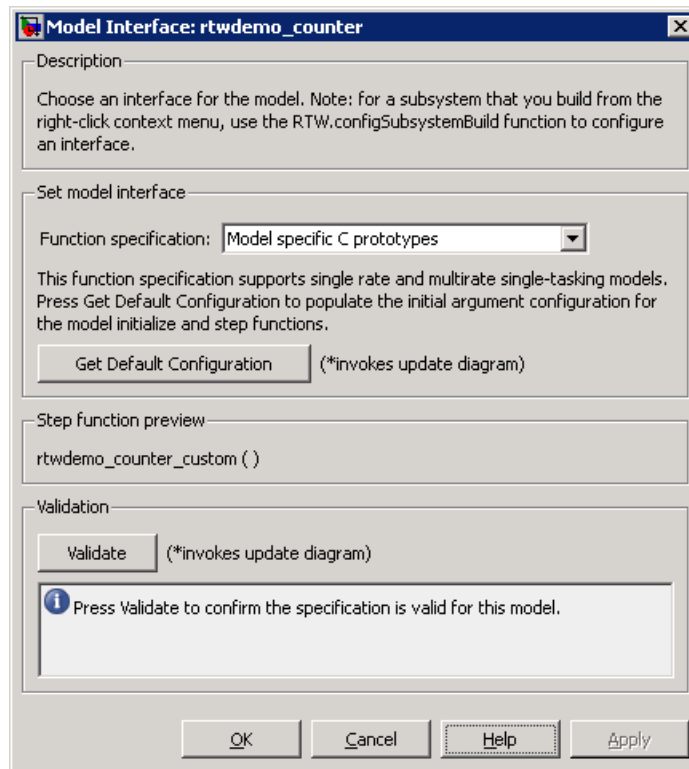 Model Interface: rtwdemo_counter
Description
Choose an interface for the model. Note: for a subsystem that you build from the
right-click context menu, use the RTW.configSubsystemBuild function to configure
an interface.
Set model interface
Function specification: Model specific C prototypes
This function specification supports single rate and multirate single-tasking models.
Press Get Default Configuration to populate the initial argument configuration for
the model initialize and step functions.
Get Default Configuration (*invokes update diagram)
Step function preview
rtwdemo_counter_custom ( )
Validation
Validate (*invokes update diagram)
Press Validate to confirm the specification is valid for this model.
OK Cancel Help Apply